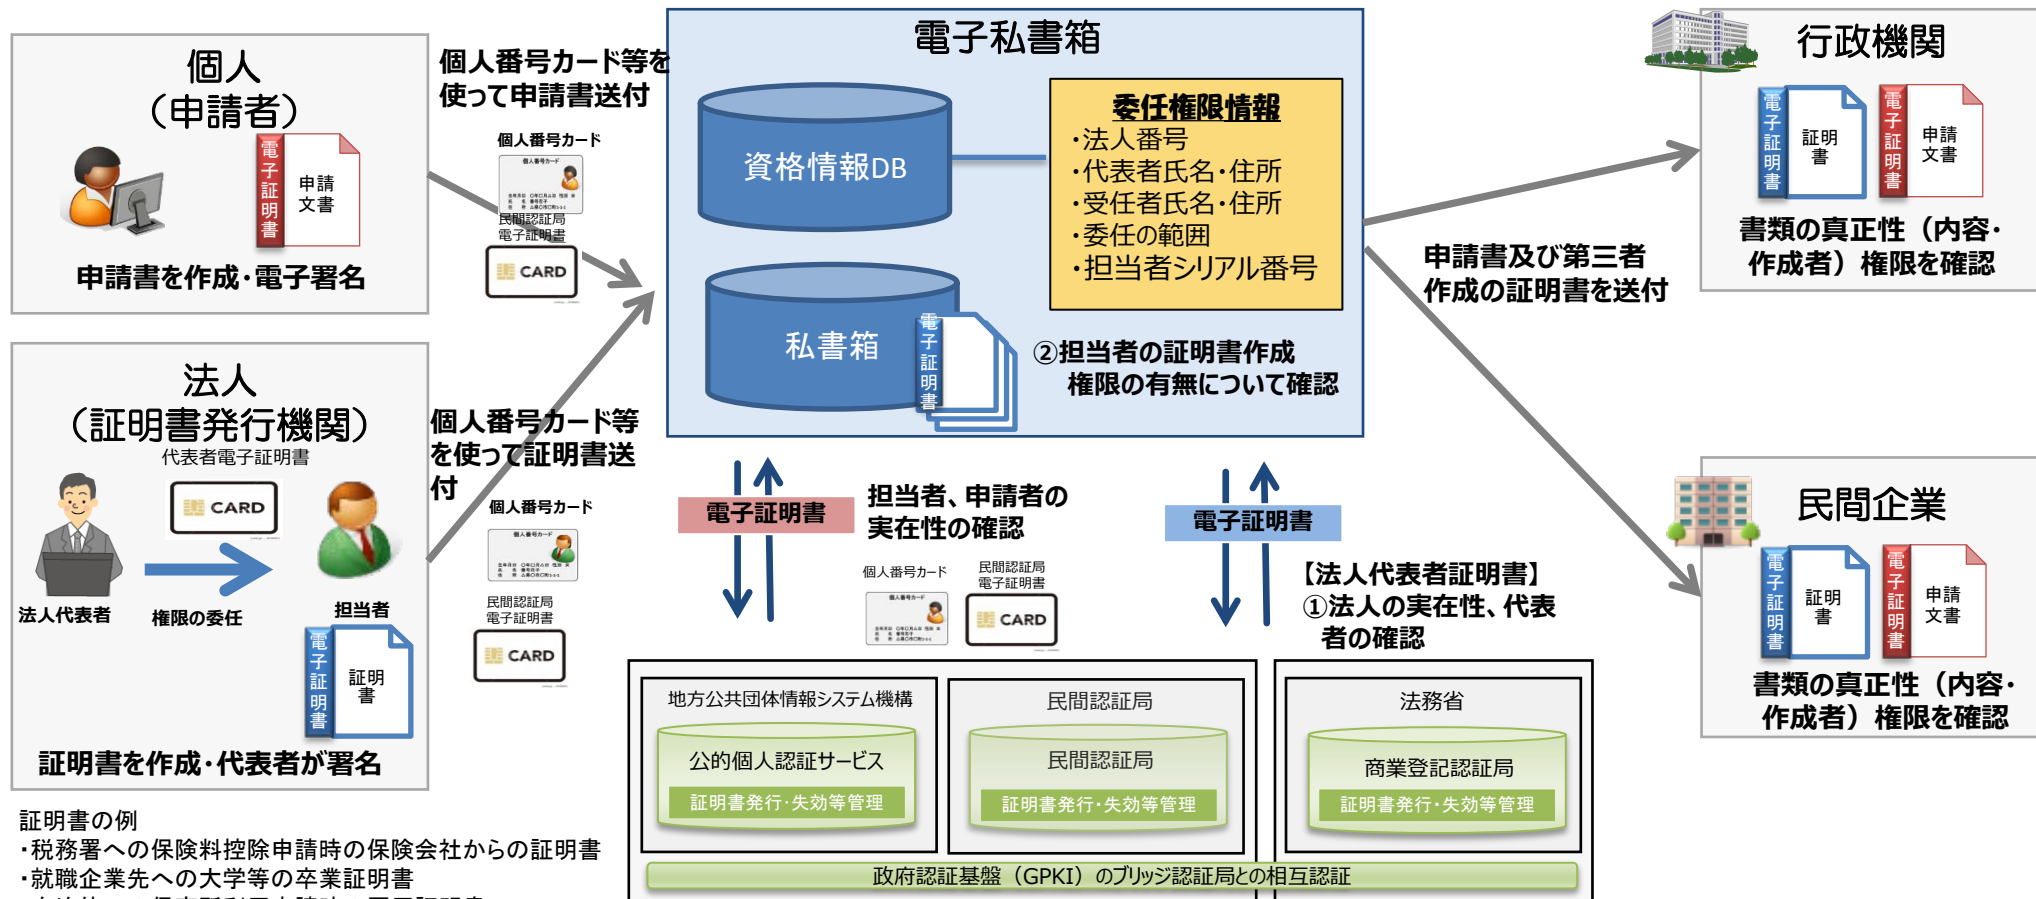 個人
（申請者）
電子証明書
申請
文書
申請書を作成・電子署名
個人番号カード等を
使って申請書送付
個人番号カード
個人番号カード
民間認証局
電子証明書
CARD
法人
（証明書発行機関）
代表者電子証明書
CARD
法人代表者
権限の委任
担当者
電子証明書
証明
書
証明書を作成・代表者が署名
個人番号カード等
を使って証明書送
付
個人番号カード
個人番号カード
民間認証局
電子証明書
CARD
電子私書箱
資格情報DB
私書箱
電子証明書
委任権限情報
・法人番号
・代表者氏名・住所
・受任者氏名・住所
・委任の範囲
・担当者シリアル番号
②担当者の証明書作成
権限の有無について確認
申請書及び第三者
作成の証明書を送付
行政機関
電子証明書
証明
書
電子証明書
申請
文書
書類の真正性（内容・
作成者）権限を確認
民間企業
電子証明書
証明
書
電子証明書
申請
文書
書類の真正性（内容・
作成者）権限を確認
電子証明書
担当者、申請者の
実在性の確認
個人番号カード
個人番号カード
民間認証局
電子証明書
CARD
電子証明書
【法人代表者証明書】
①法人の実在性、代表
者の確認
地方公共団体情報システム機構
公的個人認証サービス
証明書発行・失効等管理
民間認証局
民間認証局
証明書発行・失効等管理
法務省
商業登記認証局
証明書発行・失効等管理
政府認証基盤（GPKI）のブリッジ認証局との相互認証
証明書の例
・税務署への保険料控除申請時の保険会社からの証明書
・就職企業先への大学等の卒業証明書